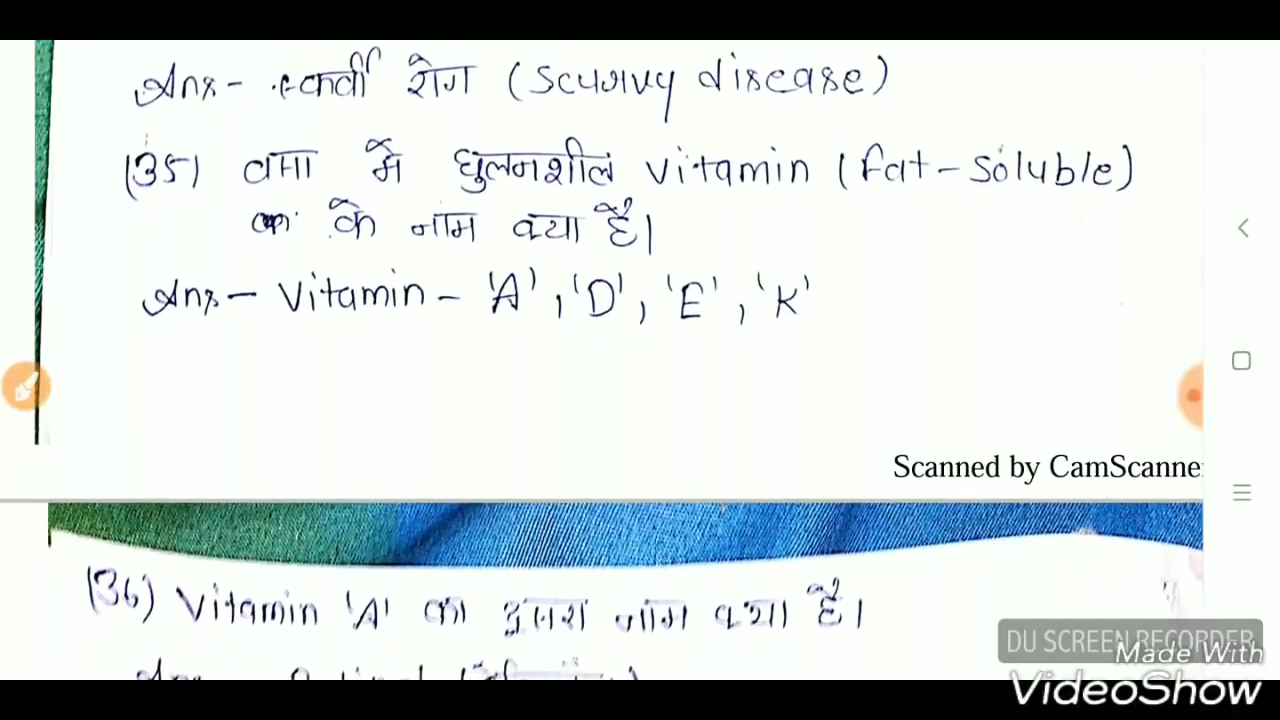 Ans - स्कर्वी रोग (Scurvy disease)
(35) वसा मे घुलनशील vitamin (fat-soluble)
के नाम क्या है।
Ans - Vitamin - 'A', 'D', 'E', 'K'
Scanned by CamScanne
(36) Vitamin 'A' का दुसरा नाम क्या है।
DU SCREEN RECORDER
Made With
VideoShow